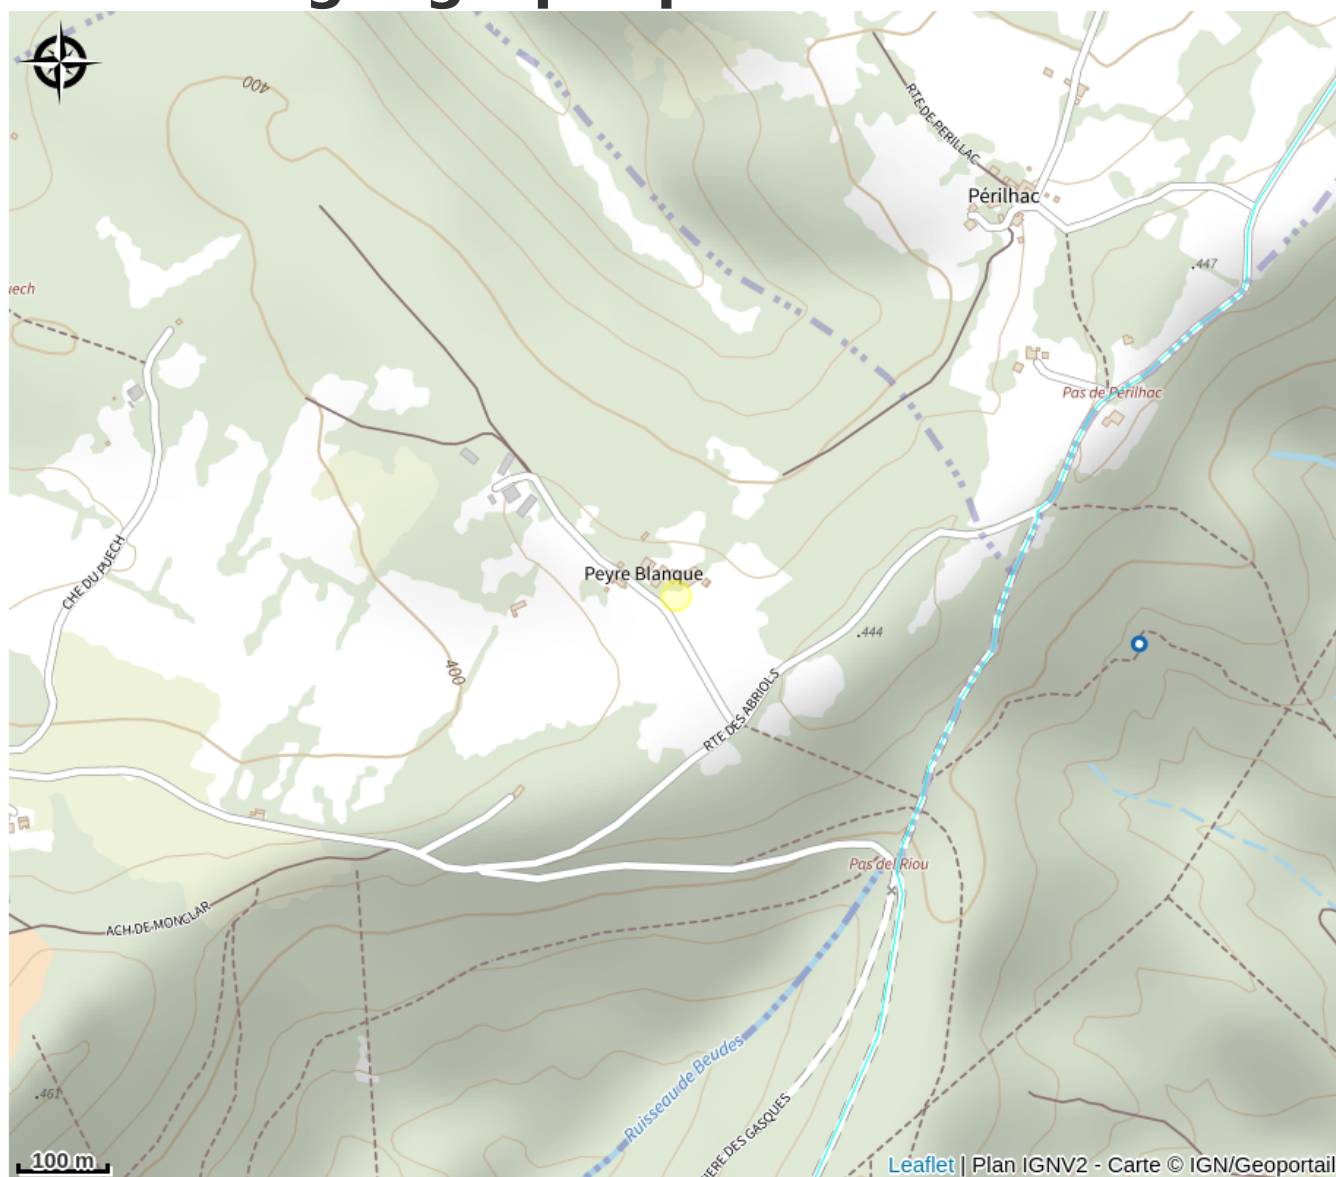 400
RTE DE PERILLAC
Périlhac
447
uech
Pas de Périlhac
CHE DU PUECH
Peyre Blanque
444
400
RTE DES ABRIOLS
Pas del Riou
ACH DE MONCLAR
Ruisseau de Beudes
IERE DES GASQUES
461
100 m
Leaflet | Plan IGNV2 - Carte © IGN/Geoportail